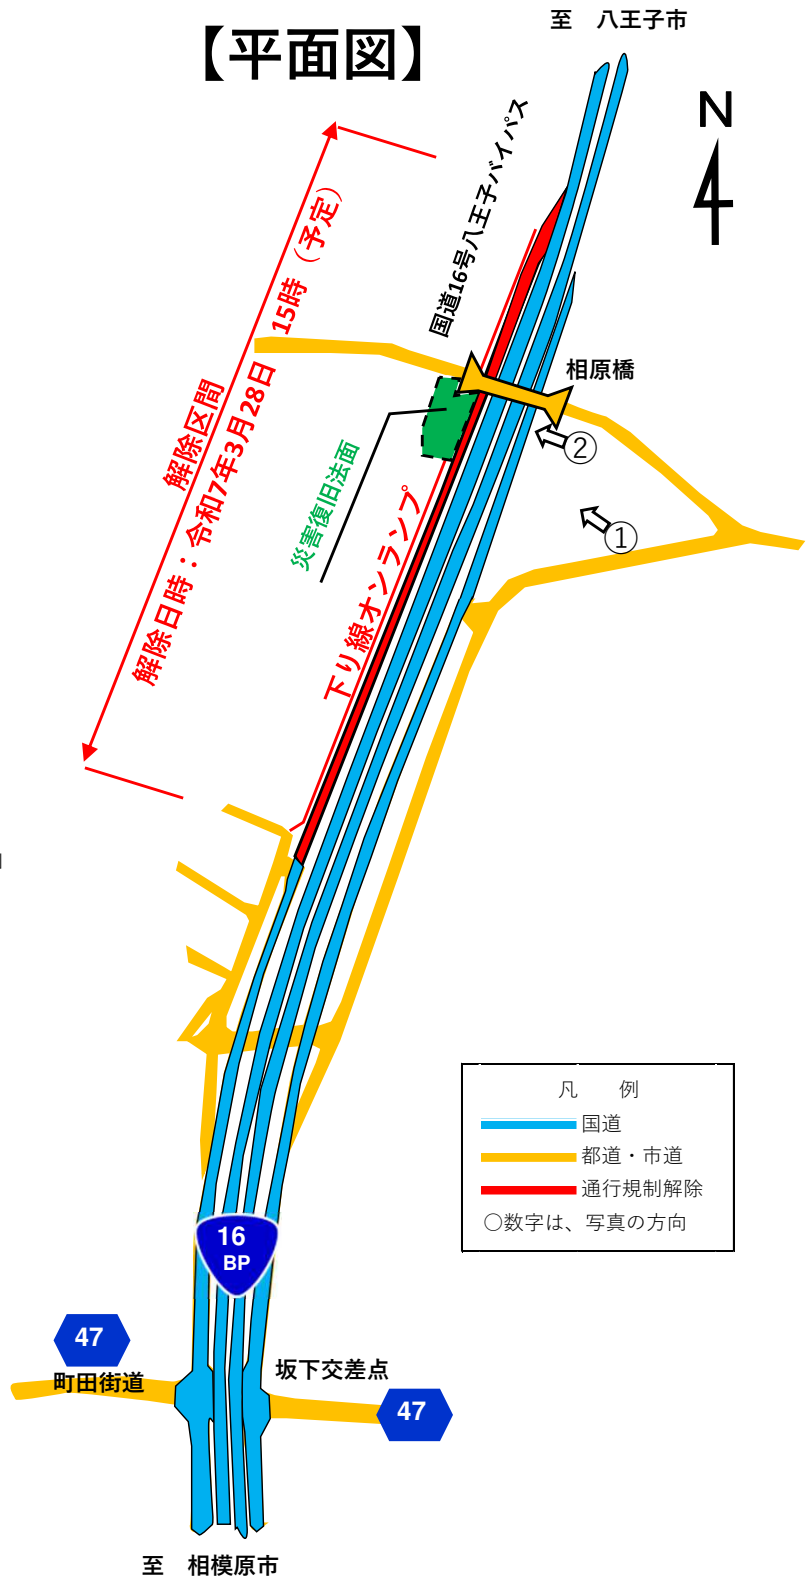 至　八王子市
【平面図】
N
国道16号八王子バイパス
解除区間
解除日時：令和7年3月28日　15時（予定）
相原橋
②
①
災害復旧法面
下り線オンランプ
凡　例
国道
都道・市道
通行規制解除
○数字は、写真の方向
16
BP
47
町田街道
坂下交差点
47
至　相模原市